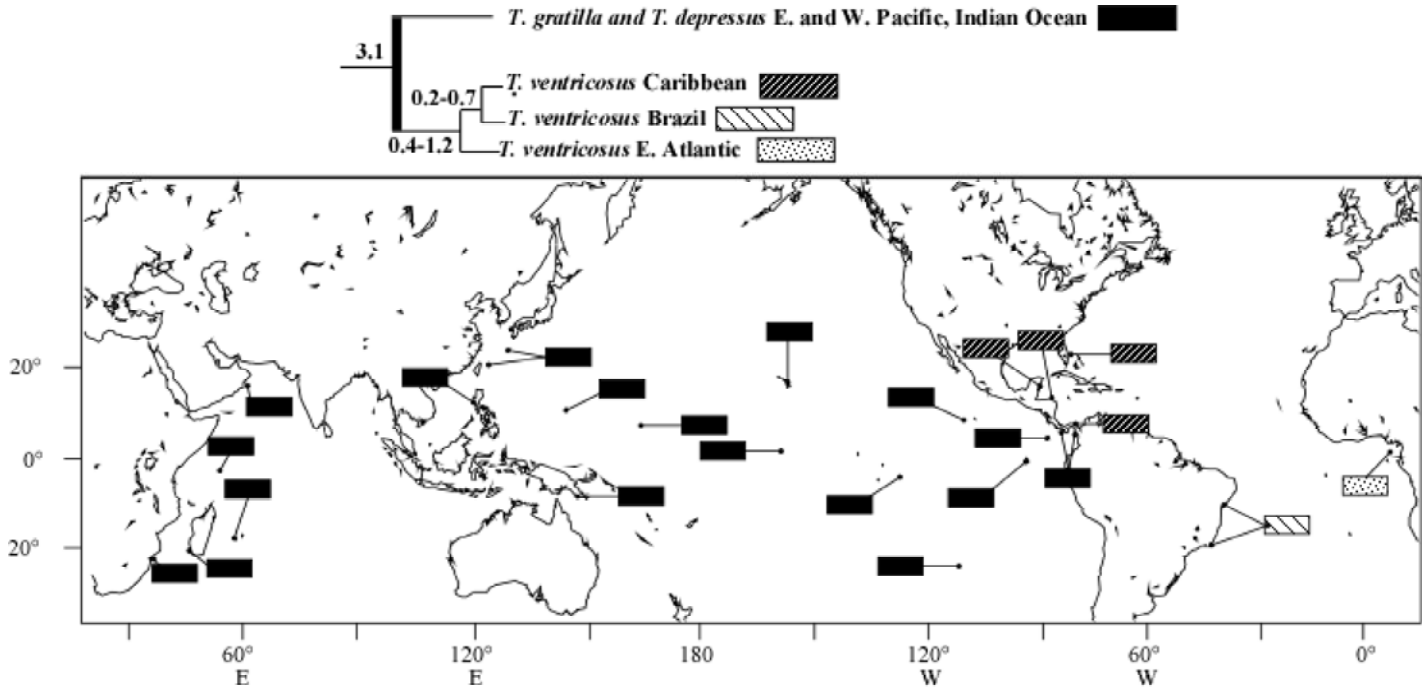 T. gratilla and T. depressus E. and W. Pacific, Indian Ocean
3.1
T. ventricosus Caribbean
0.2-0.7
T. ventricosus Brazil
0.4-1.2
T. ventricosus E. Atlantic
20°
0°
20°
60° 120° 180 120° 60° 0°
E E W W